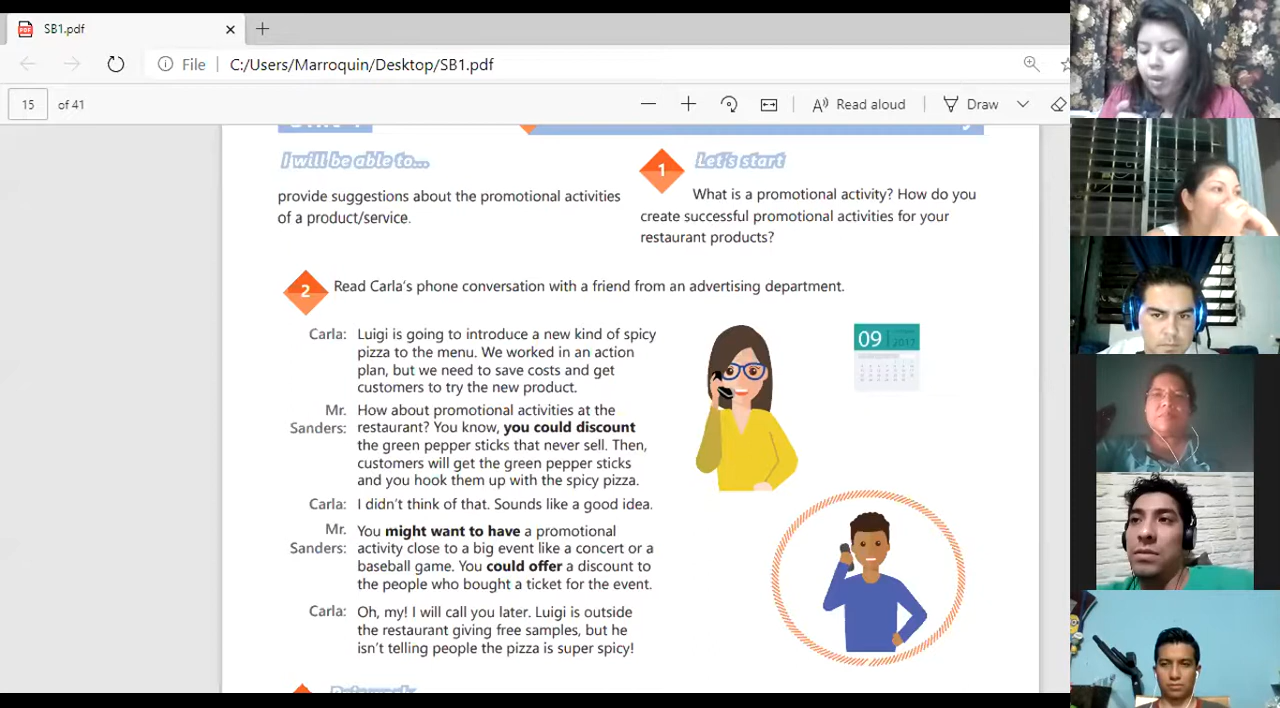 SB1.pdf
File
C:/Users/Marroquin/Desktop/SB1.pdf
15 of 41
Read aloud
Draw
I will be able to...
provide suggestions about the promotional activities
of a product/service.
1
Let's start
What is a promotional activity? How do you
create successful promotional activities for your
restaurant products?
2
Read Carla's phone conversation with a friend from an advertising department.
Carla: Luigi is going to introduce a new kind of spicy
pizza to the menu. We worked in an action
plan, but we need to save costs and get
customers to try the new product.
Mr. How about promotional activities at the
Sanders: restaurant? You know, you could discount
the green pepper sticks that never sell. Then,
customers will get the green pepper sticks
and you hook them up with the spicy pizza.
Carla: I didn't think of that. Sounds like a good idea.
Mr. You might want to have a promotional
Sanders: activity close to a big event like a concert or a
baseball game. You could offer a discount to
the people who bought a ticket for the event.
Carla: Oh, my! I will call you later. Luigi is outside
the restaurant giving free samples, but he
isn't telling people the pizza is super spicy!
09
2017